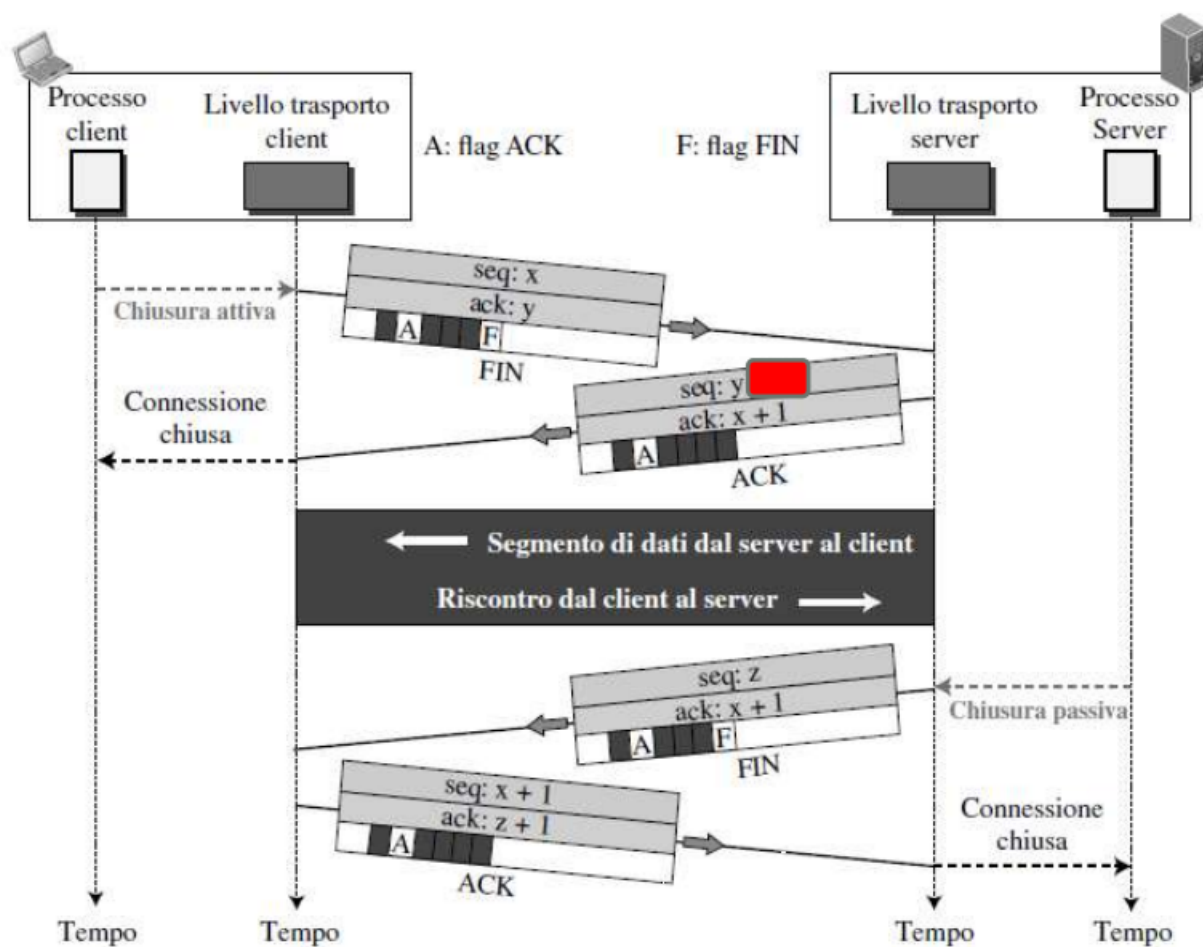 Processo
client
Livello trasporto
client
A: flag ACK
F: flag FIN
Livello trasporto
server
Processo
Server
Chiusura attiva
seq: x
ack: y
A
F
FIN
seq: y
ack: x + 1
A
ACK
Connessione
chiusa
Segmento di dati dal server al client
Riscontro dal client al server
seq: z
ack: x + 1
A
F
FIN
Chiusura passiva
seq: x + 1
ack: z + 1
A
ACK
Connessione
chiusa
Tempo
Tempo
Tempo
Tempo